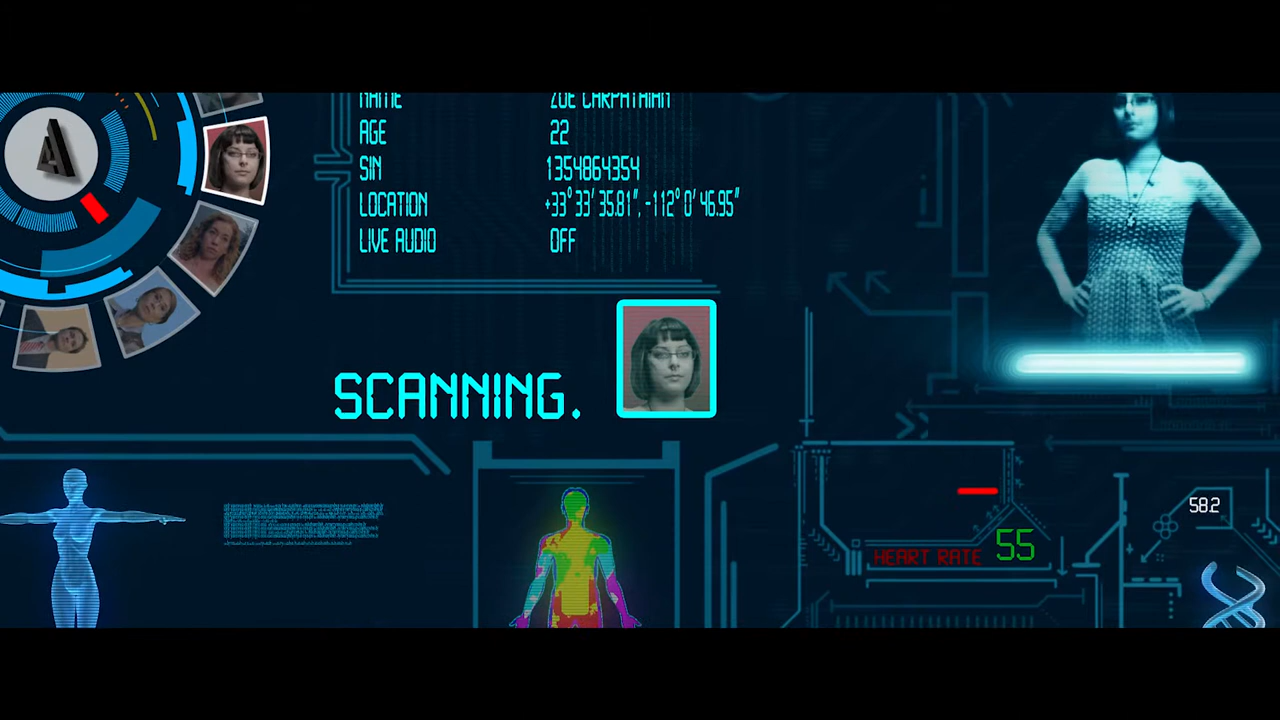 NAME ZOE CARPATHIAN
AGE 22
SIN 1354864354
LOCATION +33° 33' 35.81", -112° 0' 46.95"
LIVE AUDIO OFF
SCANNING.
58.2
HEART RATE 55